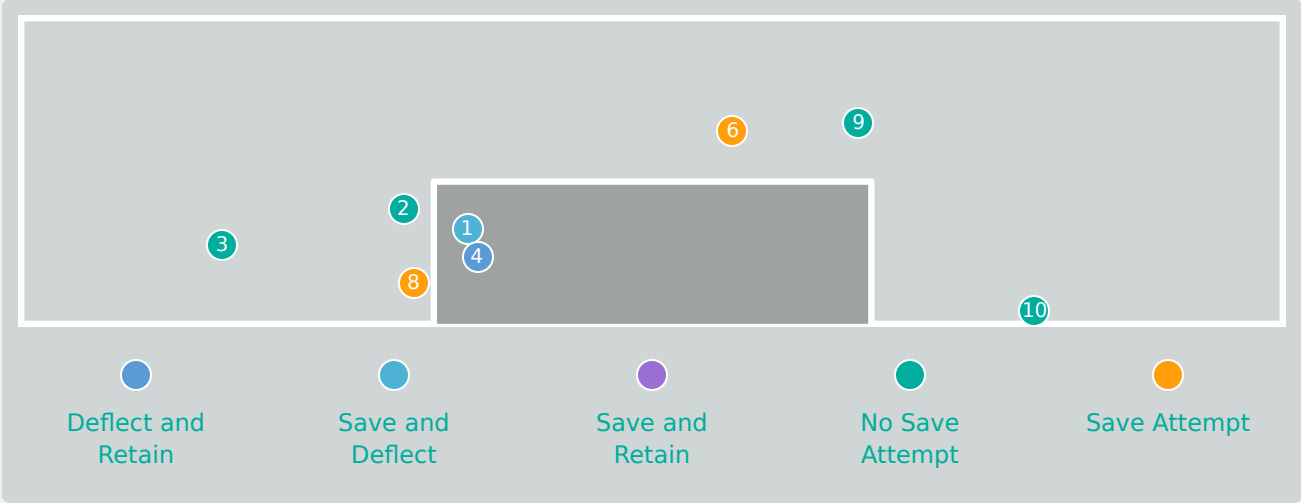 9
6
2
1
3
4
8
10
Deflect and
Retain
Save and
Deflect
Save and
Retain
No Save
Attempt
Save Attempt